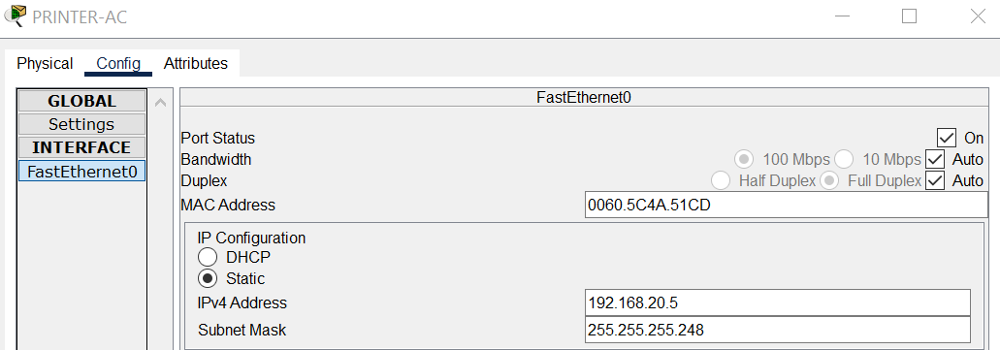 PRINTER-AC
Physical Config Attributes
GLOBAL
Settings
INTERFACE
FastEthernet0
FastEthernet0
Port Status On
Bandwidth 100 Mbps 10 Mbps Auto
Duplex Half Duplex Full Duplex Auto
MAC Address 0060.5C4A.51CD
IP Configuration
DHCP
Static
IPv4 Address 192.168.20.5
Subnet Mask 255.255.255.248